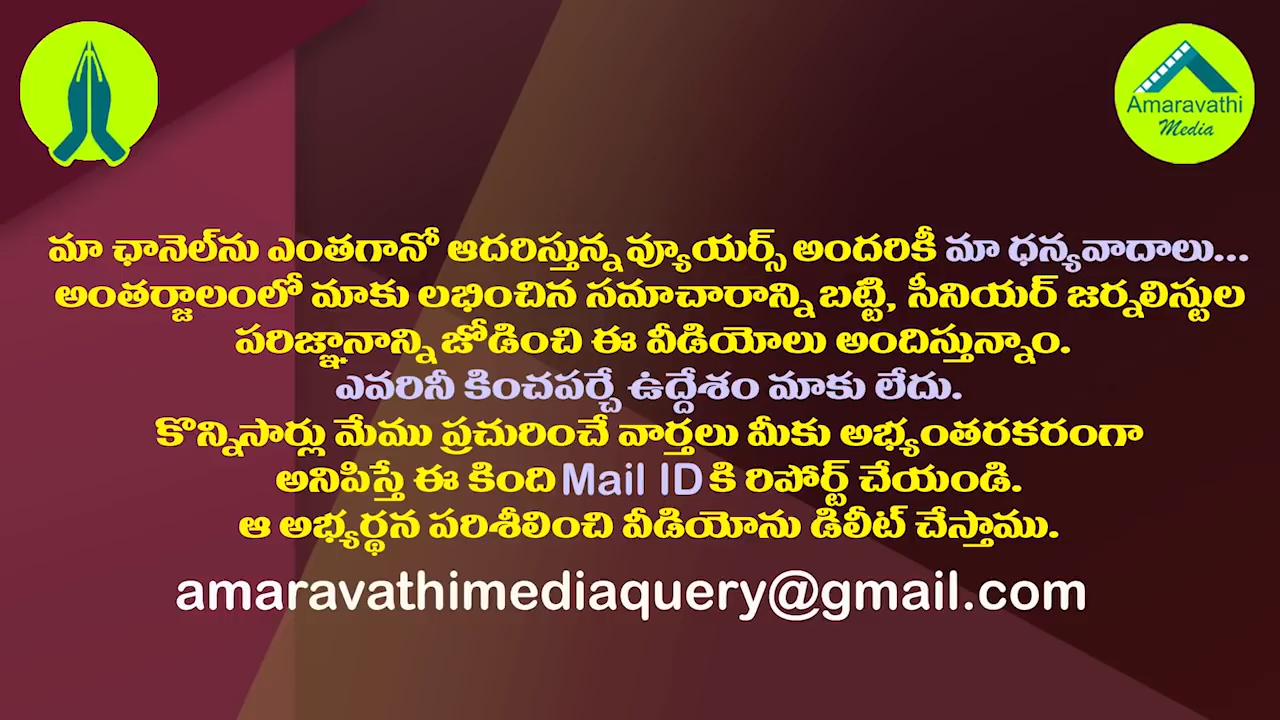 Amaravathi
Media
మా ఛానెల్‌ను ఎంతగానో ఆదరిస్తున్న వ్యూయర్స్ అందరికీ మా ధన్యవాదాలు...
అంతర్జాలంలో మాకు లభించిన సమాచారాన్ని బట్టి, సీనియర్ జర్నలిస్టుల
పరిజ్ఞానాన్ని జోడించి ఈ వీడియోలు అందిస్తున్నాం.
ఎవరినీ కించపర్చే ఉద్దేశం మాకు లేదు.
కొన్నిసార్లు మేము ప్రచురించే వార్తలు మీకు అభ్యంతరకరంగా
అనిపిస్తే ఈ కింది Mail ID కి రిపోర్ట్ చేయండి.
ఆ అభ్యర్థన పరిశీలించి వీడియోను డిలీట్ చేస్తాము.
amaravathimediaquery@gmail.com